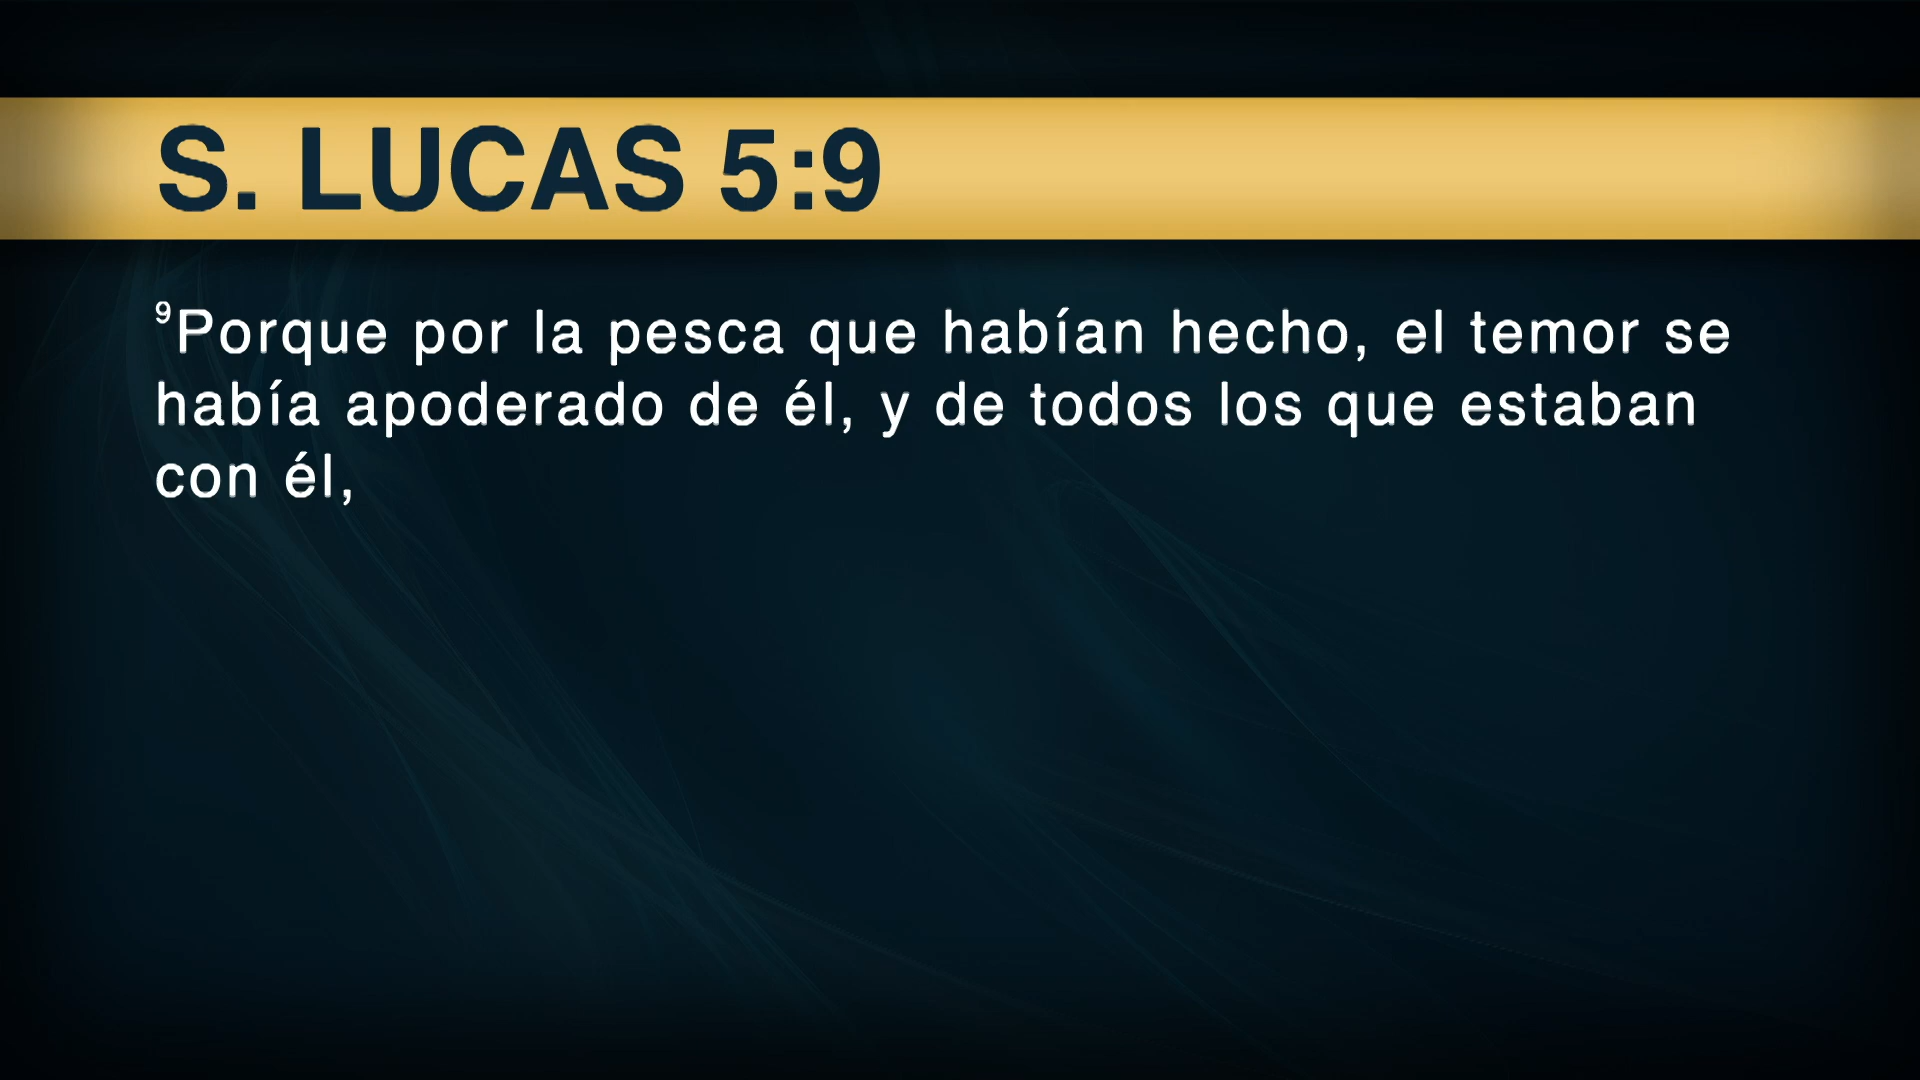 S. LUCAS 5:9
⁹Porque por la pesca que habían hecho, el temor se
había apoderado de él, y de todos los que estaban
con él,